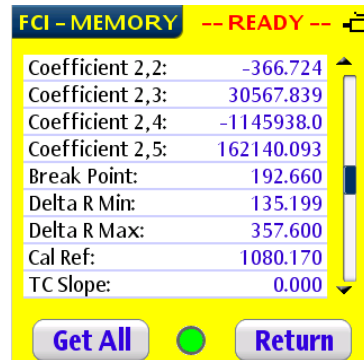 FCI – MEMORY -- READY --
Coefficient 2,2: -366.724
Coefficient 2,3: 30567.839
Coefficient 2,4: -1145938.0
Coefficient 2,5: 162140.093
Break Point: 192.660
Delta R Min: 135.199
Delta R Max: 357.600
Cal Ref: 1080.170
TC Slope: 0.000
Get All Return